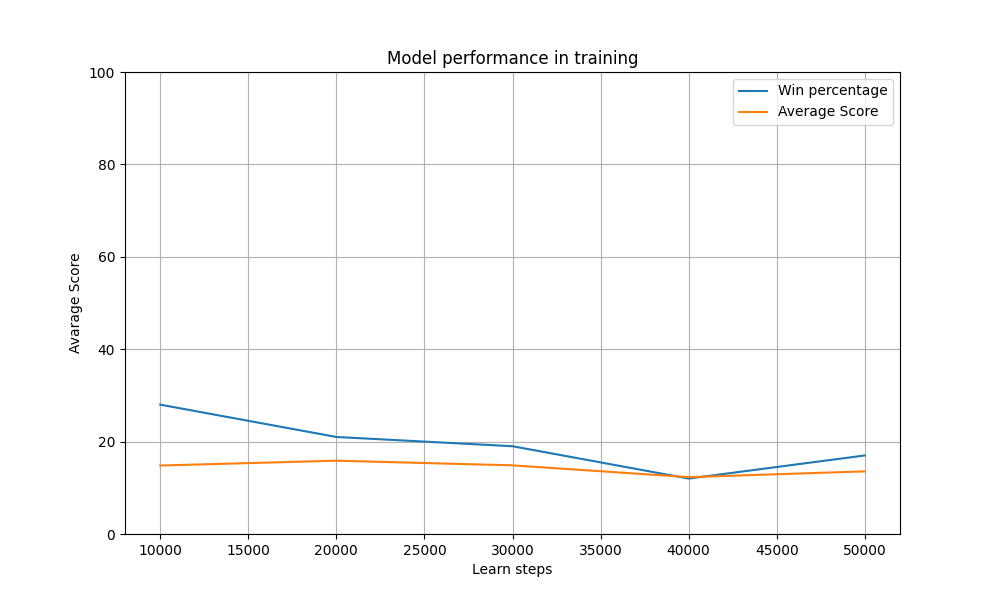 Model performance in training
Win percentage
Average Score
Avarage Score
100
80
60
40
20
0
10000 15000 20000 25000 30000 35000 40000 45000 50000
Learn steps